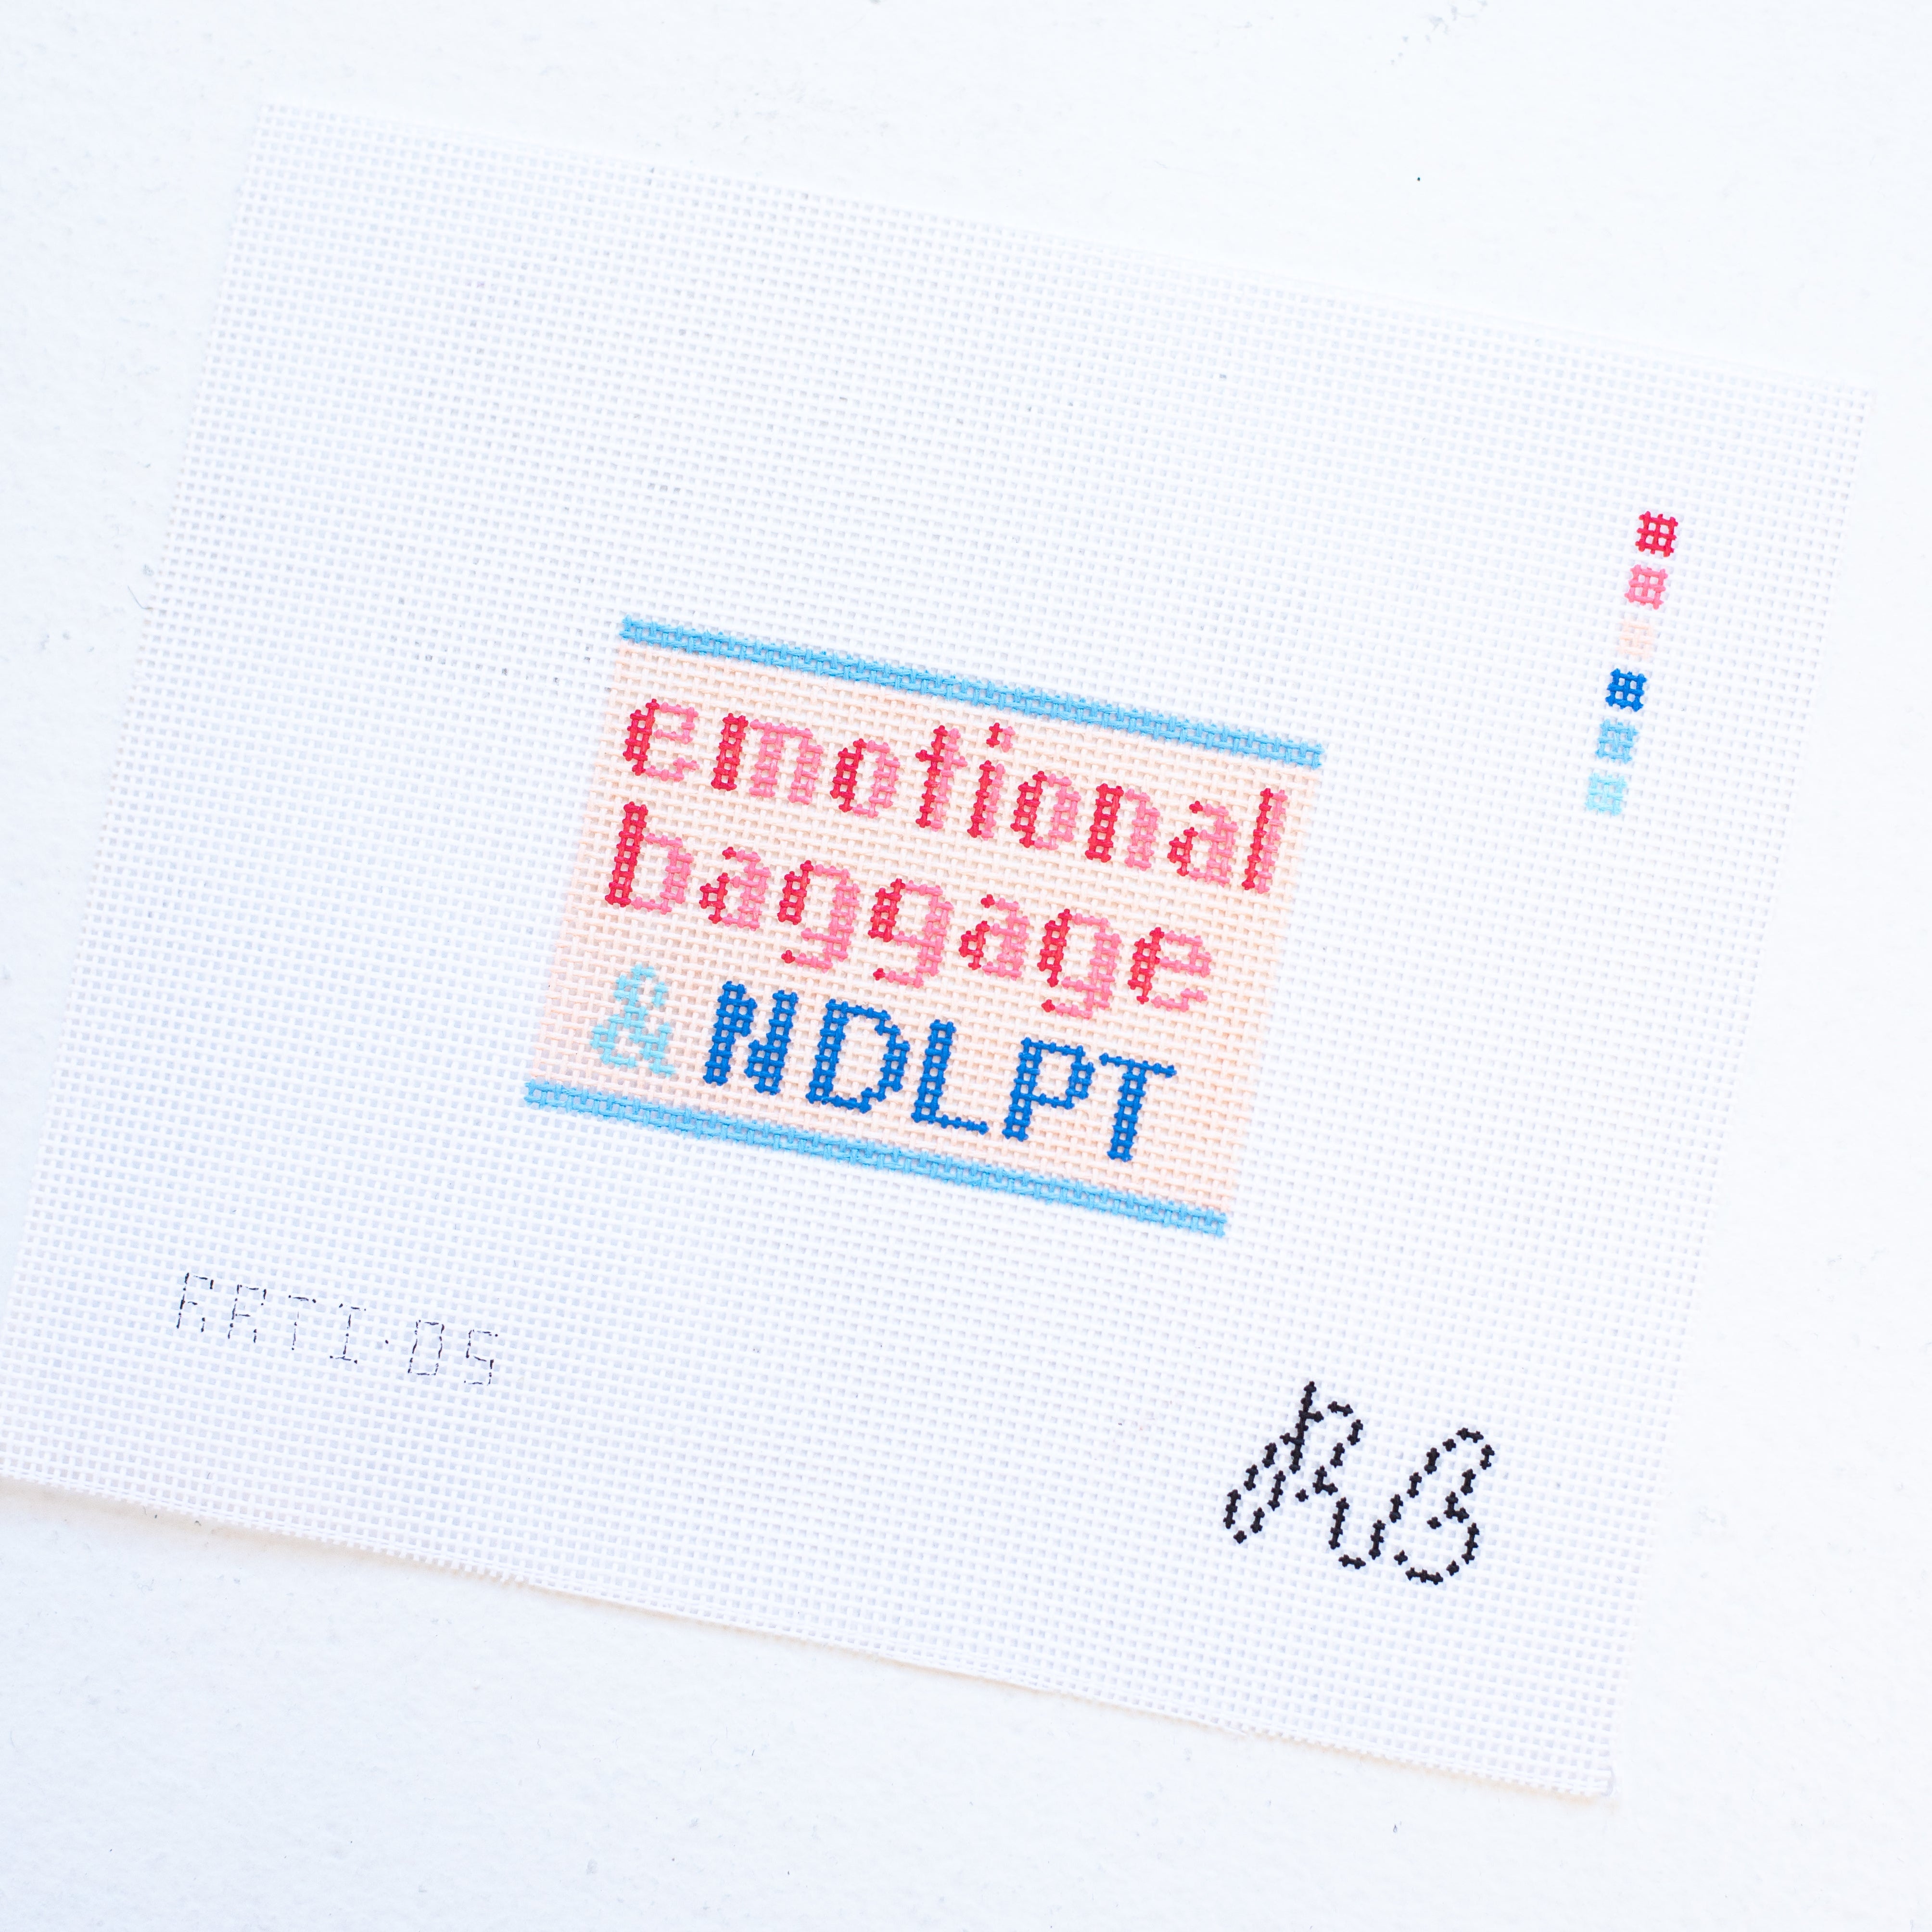 emotional
baggage
& NDLPT
RRTI-05
RB